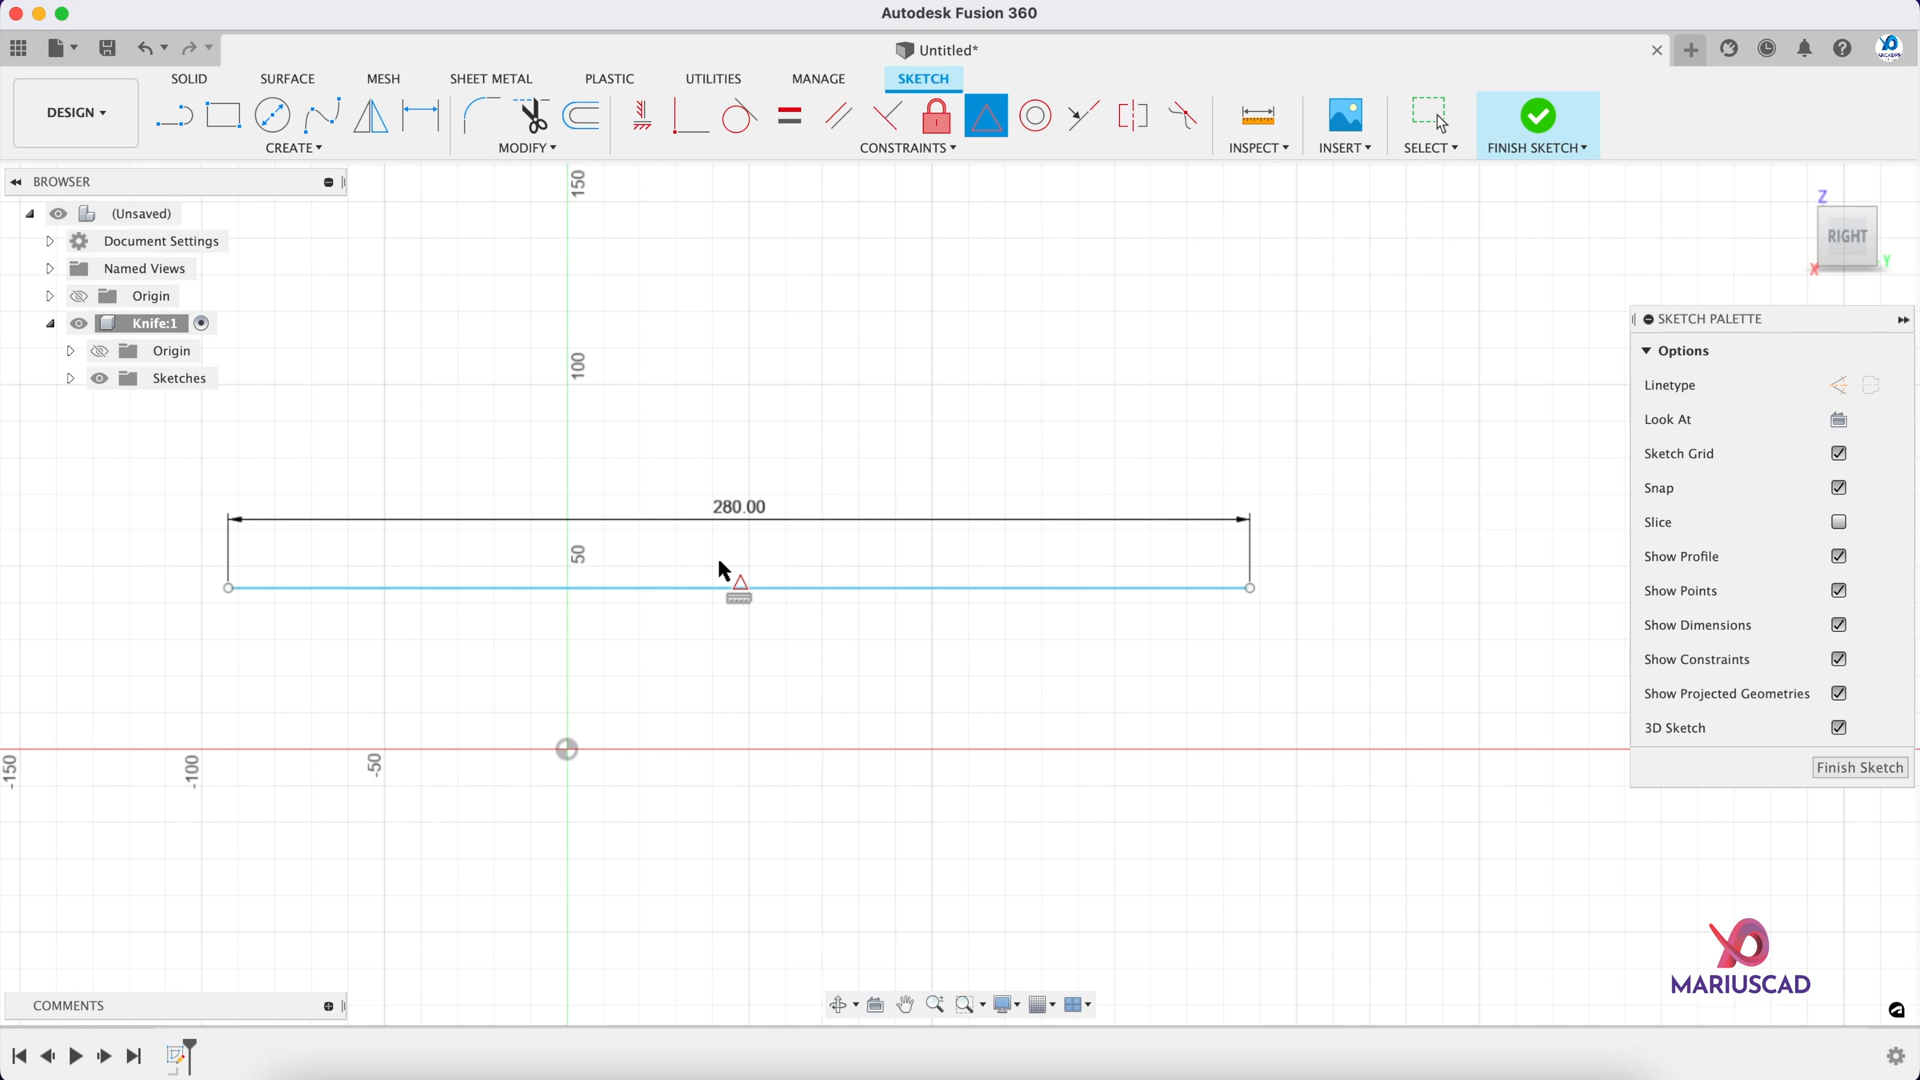 Autodesk Fusion 360
Untitled*
DESIGN
SOLID
SURFACE
MESH
SHEET METAL
PLASTIC
UTILITIES
MANAGE
SKETCH
CREATE
MODIFY
CONSTRAINTS
INSPECT
INSERT
SELECT
FINISH SKETCH
BROWSER
(Unsaved)
Document Settings
Named Views
Origin
Knife:1
Origin
Sketches
150
100
50
280.00
-150
-100
-50
Z
RIGHT
X
Y
SKETCH PALETTE
Options
Linetype
Look At
Sketch Grid
Snap
Slice
Show Profile
Show Points
Show Dimensions
Show Constraints
Show Projected Geometries
3D Sketch
Finish Sketch
MARIUSCAD
COMMENTS